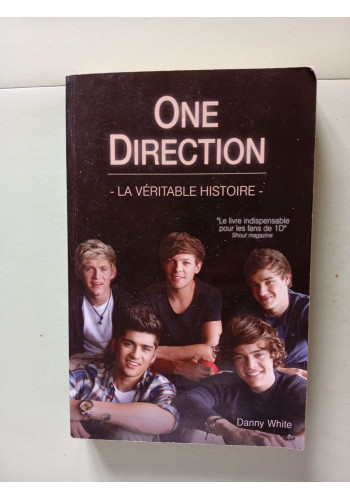 ONE
DIRECTION
- LA VÉRITABLE HISTOIRE -
"Le livre indispensable
pour les fans de 1D"
Shout magazine
Danny White